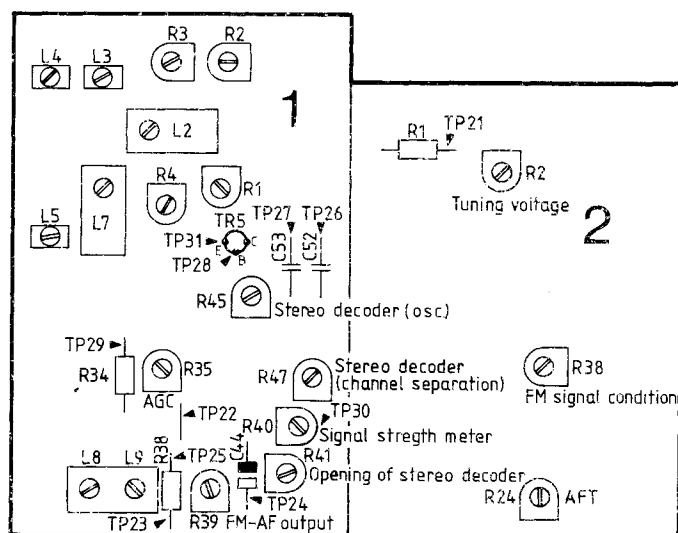 R3 R2
L4 L3
1
L2
R1 TP21
R4
R1
R2
Tuning voltage
L7
L5
TR5
TP27 TP26
2
TP31
E C
B
TP28
C53 C52
R45
Stereo decoder (osc.)
TP29
R34
R35
AGC
R47
Stereo decoder
(channel separation)
R38
FM signal condition
TP22
R40
TP30
Signal stregth meter
L8 L9
R38
TP25
C44
R41
Opening of stereo decoder
TP24
TP23
R39
FM-AF output
R24
AFT